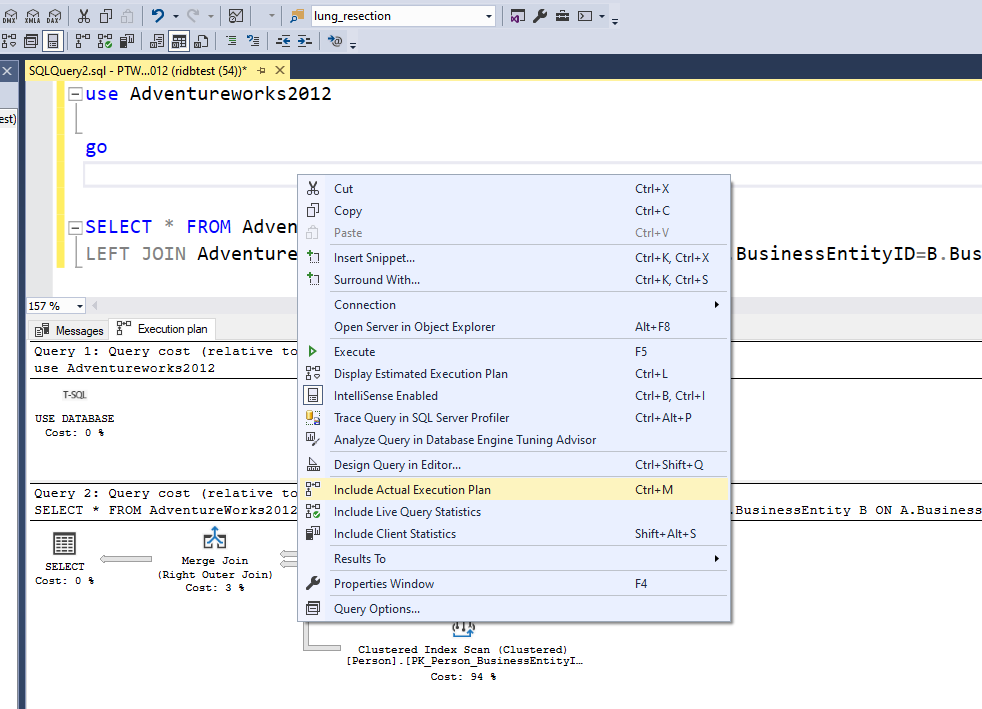 DMX XMLA DAX
lung_resection
SQLQuery2.sql - PTW...012 (ridbtest (54))*
est)
use Adventureworks2012
go
SELECT * FROM Adven
LEFT JOIN Adventure .BusinessEntityID=B.Bus
Cut Ctrl+X
Copy Ctrl+C
Paste Ctrl+V
Insert Snippet... Ctrl+K, Ctrl+X
Surround With... Ctrl+K, Ctrl+S
Connection
Open Server in Object Explorer Alt+F8
Execute F5
Display Estimated Execution Plan Ctrl+L
IntelliSense Enabled Ctrl+B, Ctrl+I
Trace Query in SQL Server Profiler Ctrl+Alt+P
Analyze Query in Database Engine Tuning Advisor
Design Query in Editor... Ctrl+Shift+Q
Include Actual Execution Plan Ctrl+M
Include Live Query Statistics
Include Client Statistics Shift+Alt+S
Results To
Properties Window F4
Query Options...
157 %
Messages Execution plan
Query 1: Query cost (relative to
use Adventureworks2012
T-SQL
USE DATABASE
Cost: 0 %
Query 2: Query cost (relative to
SELECT * FROM AdventureWorks2012 .BusinessEntity B ON A.Business
SELECT
Cost: 0 %
Merge Join
(Right Outer Join)
Cost: 3 %
Clustered Index Scan (Clustered)
[Person].[PK_Person_BusinessEntityI...
Cost: 94 %